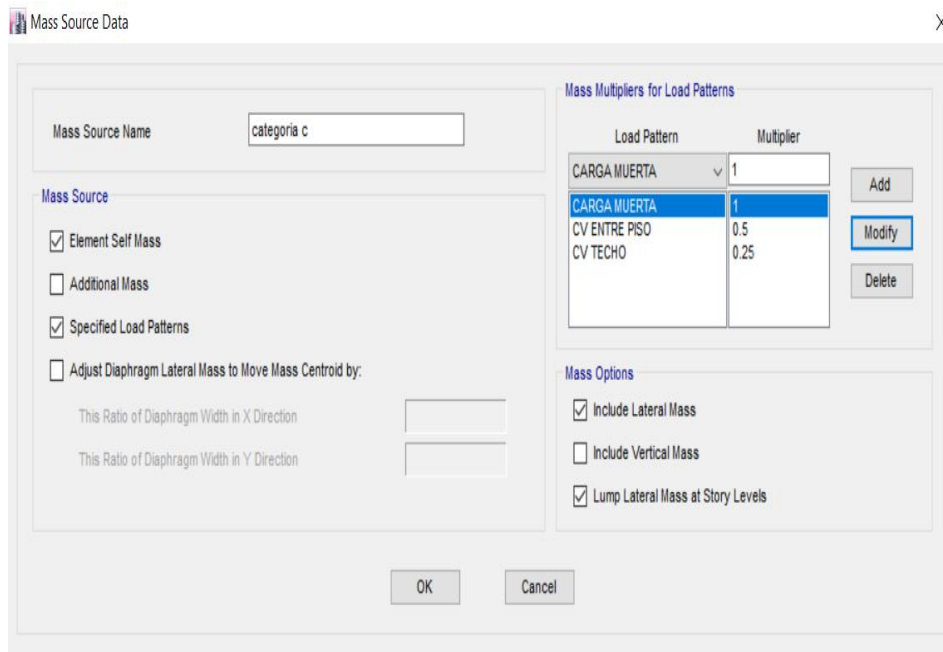 Mass Source Data
Mass Source Name categoria c
Mass Source
Element Self Mass
Additional Mass
Specified Load Patterns
Adjust Diaphragm Lateral Mass to Move Mass Centroid by:
This Ratio of Diaphragm Width in X Direction
This Ratio of Diaphragm Width in Y Direction
Mass Multipliers for Load Patterns
Load Pattern Multiplier
CARGA MUERTA 1
CARGA MUERTA 1
CV ENTRE PISO 0.5
CV TECHO 0.25
Add
Modify
Delete
Mass Options
Include Lateral Mass
Include Vertical Mass
Lump Lateral Mass at Story Levels
OK Cancel